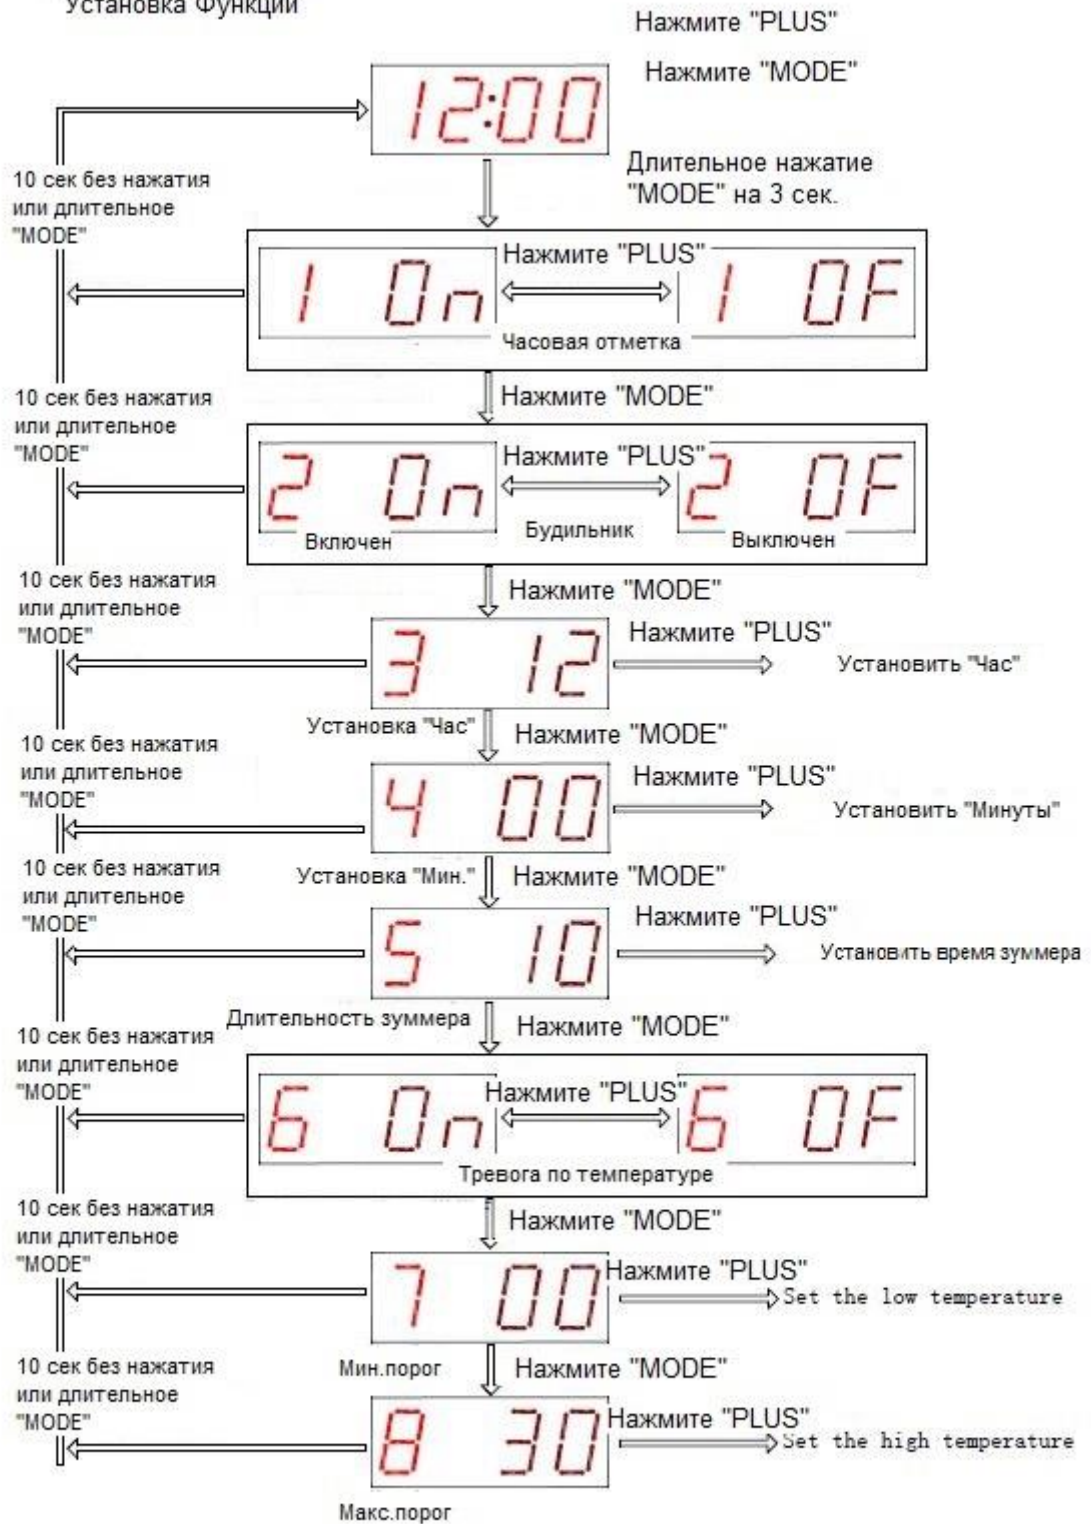 Установка Функции
Нажмите "PLUS"
Нажмите "MODE"
12:00
Длительное нажатие
"MODE" на 3 сек.
10 сек без нажатия
или длительное
"MODE"
1 On
Нажмите "PLUS"
1 OF
Часовая отметка
Нажмите "MODE"
10 сек без нажатия
или длительное
"MODE"
2 On
Нажмите "PLUS"
2 OF
Включен
Будильник
Выключен
Нажмите "MODE"
10 сек без нажатия
или длительное
"MODE"
3 12
Нажмите "PLUS"
Установить "Час"
Установка "Час"
Нажмите "MODE"
10 сек без нажатия
или длительное
"MODE"
4 00
Нажмите "PLUS"
Установить "Минуты"
Установка "Мин."
Нажмите "MODE"
10 сек без нажатия
или длительное
"MODE"
5 10
Нажмите "PLUS"
Установить время зуммера
Длительность зуммера
Нажмите "MODE"
10 сек без нажатия
или длительное
"MODE"
6 On
Нажмите "PLUS"
6 OF
Тревога по температуре
Нажмите "MODE"
10 сек без нажатия
или длительное
"MODE"
7 00
Нажмите "PLUS"
Set the low temperature
Мин.порог
Нажмите "MODE"
10 сек без нажатия
или длительное
"MODE"
8 30
Нажмите "PLUS"
Set the high temperature
Макс.порог